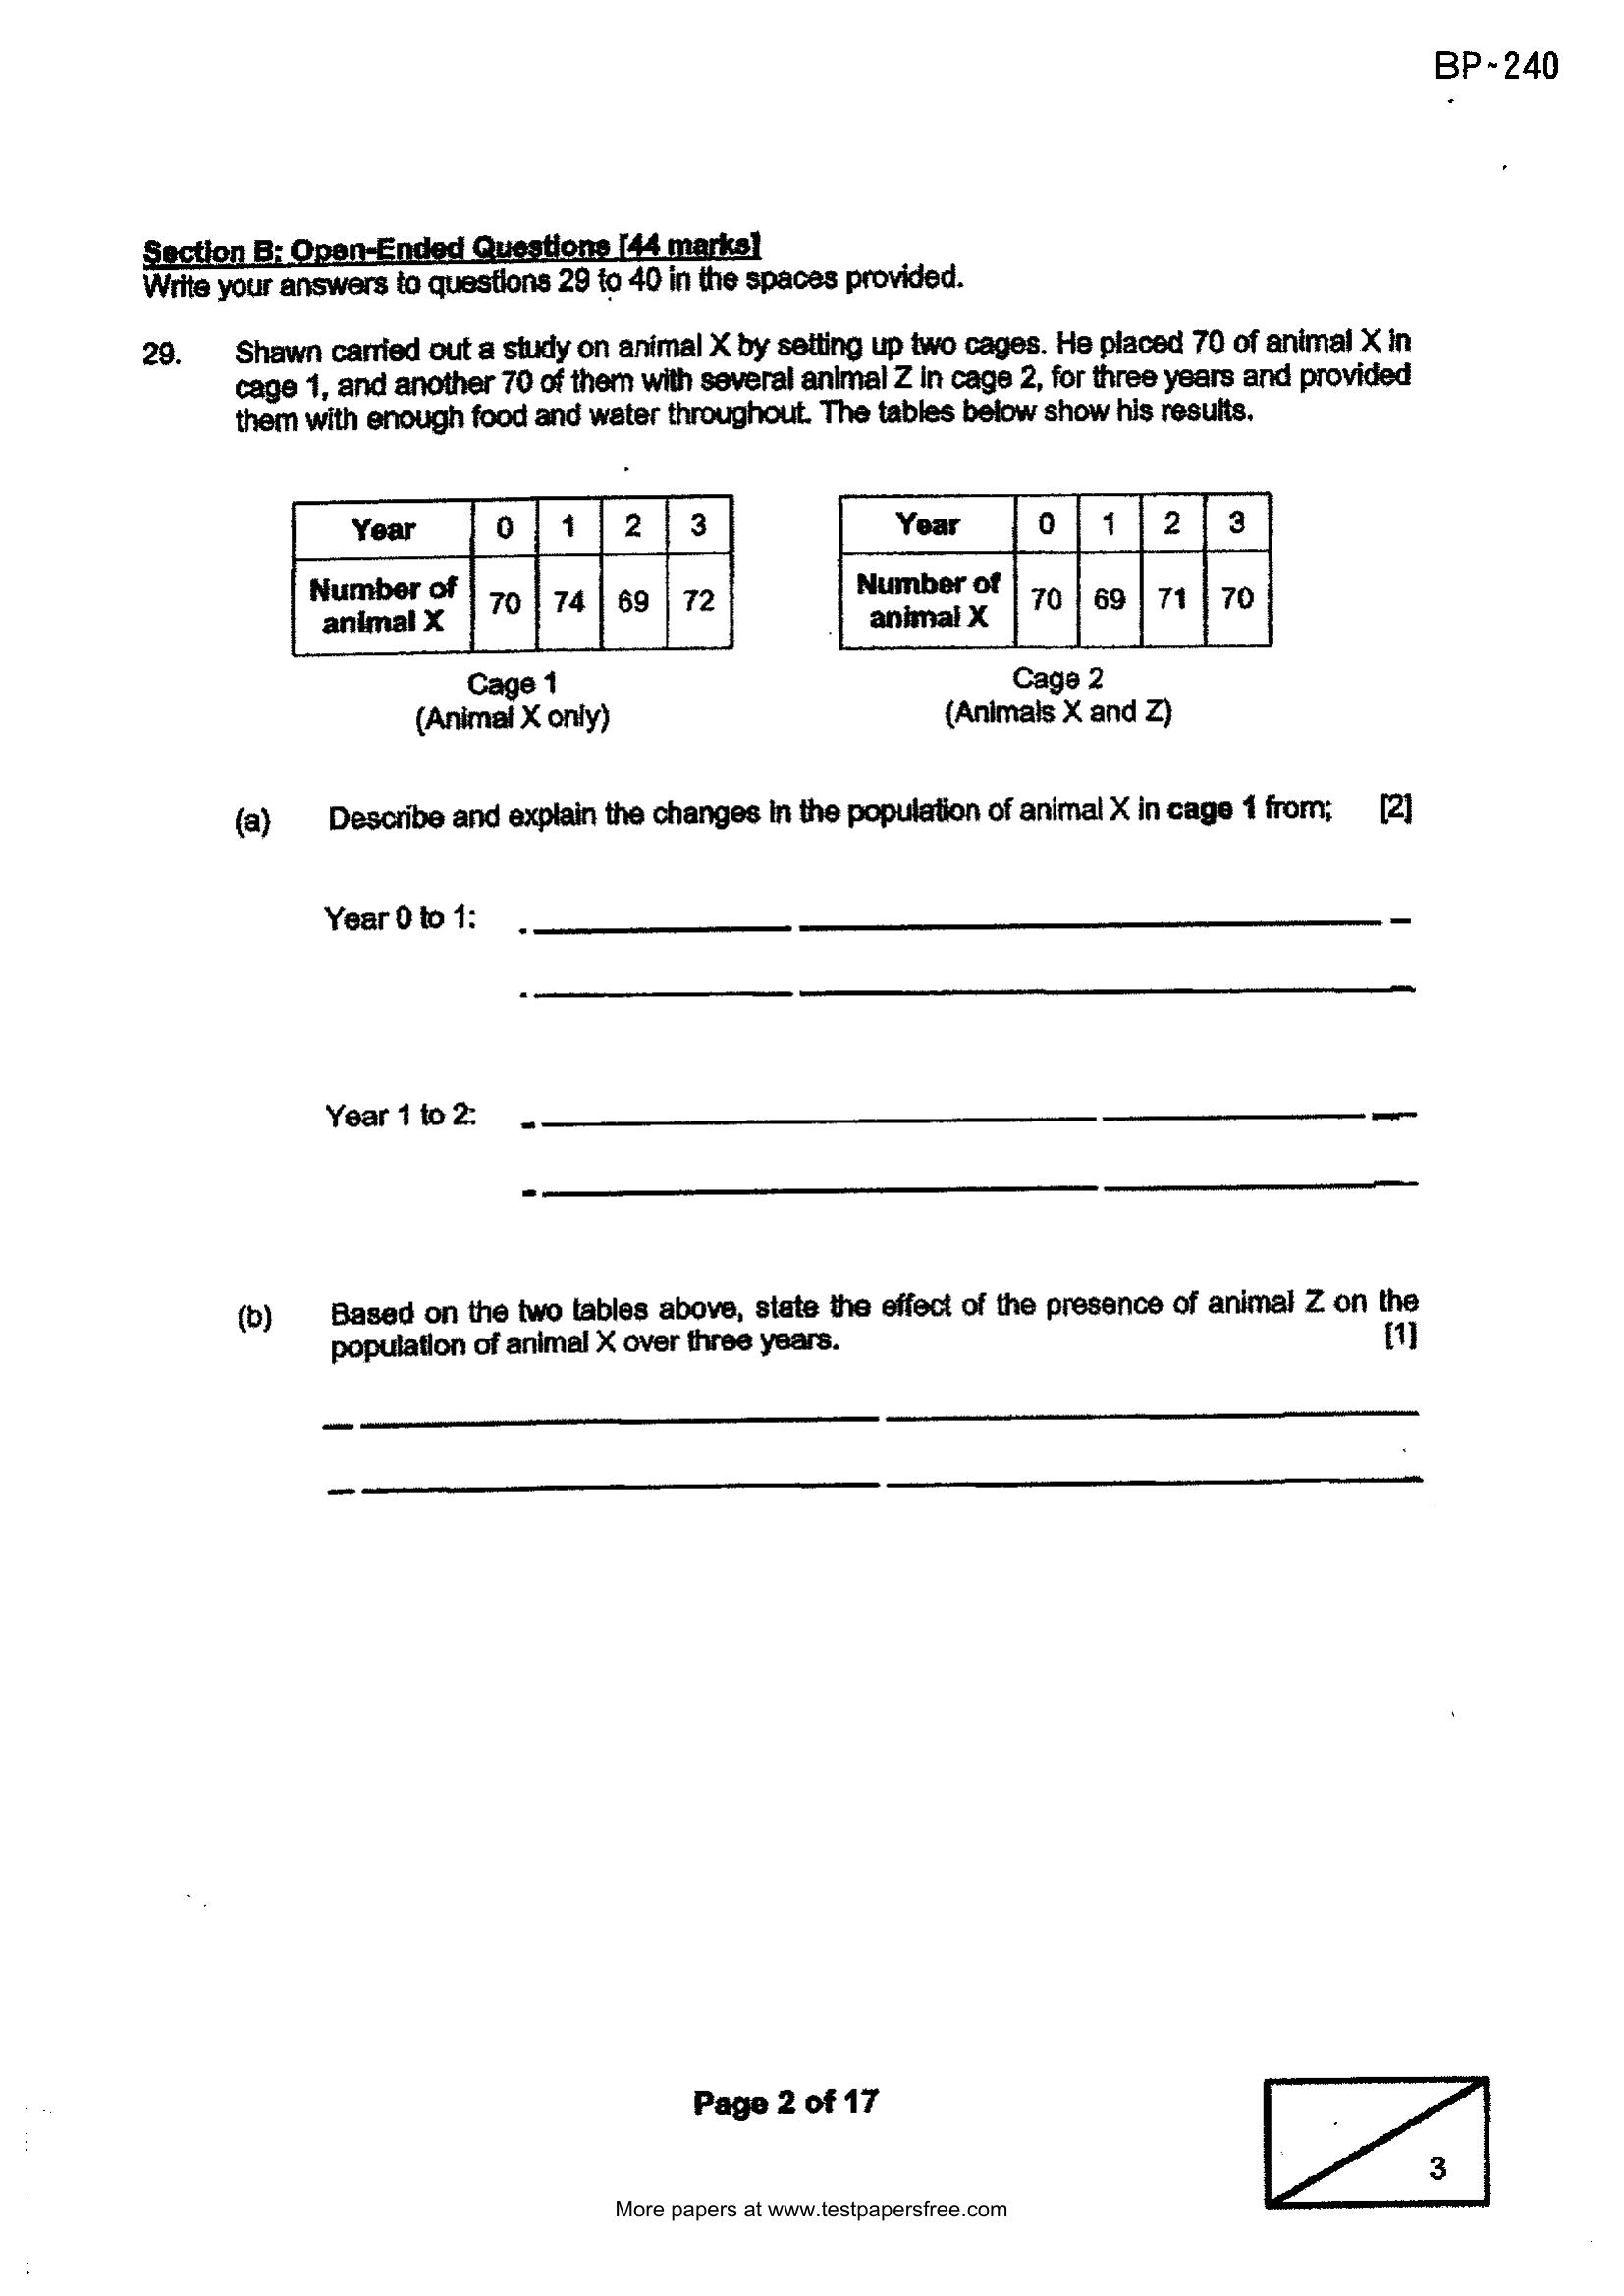 BP~240
Section B: Open-Ended Questions [44 marks]
Write your answers to questions 29 to 40 in the spaces provided.
29. Shawn carried out a study on animal X by setting up two cages. He placed 70 of animal X in
cage 1, and another 70 of them with several animal Z in cage 2, for three years and provided
them with enough food and water throughout. The tables below show his results.
Year 0 1 2 3
Number of animal X 70 74 69 72
Cage 1
(Animal X only)
Year 0 1 2 3
Number of animal X 70 69 71 70
Cage 2
(Animals X and Z)
(a) Describe and explain the changes in the population of animal X in cage 1 from; [2]
Year 0 to 1:
Year 1 to 2:
(b) Based on the two tables above, state the effect of the presence of animal Z on the
population of animal X over three years. [1]
Page 2 of 17
3
More papers at www.testpapersfree.com